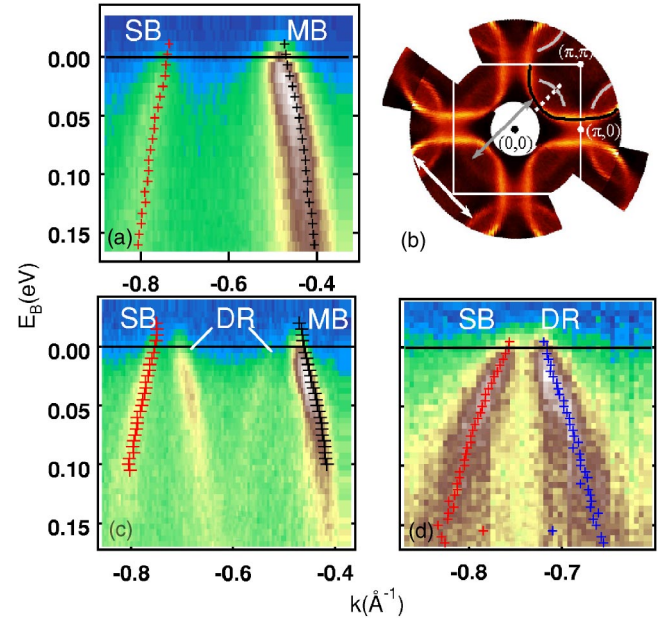 SB MB
0.00
0.05
0.10
0.15
(a)
-0.8 -0.6 -0.4
(π,π)
(π,0)
(0,0)
(b)
E_B(eV)
SB DR MB
0.00
0.05
0.10
0.15
(c)
-0.8 -0.6 -0.4
SB DR
(d)
-0.8 -0.7
k(Å⁻¹)